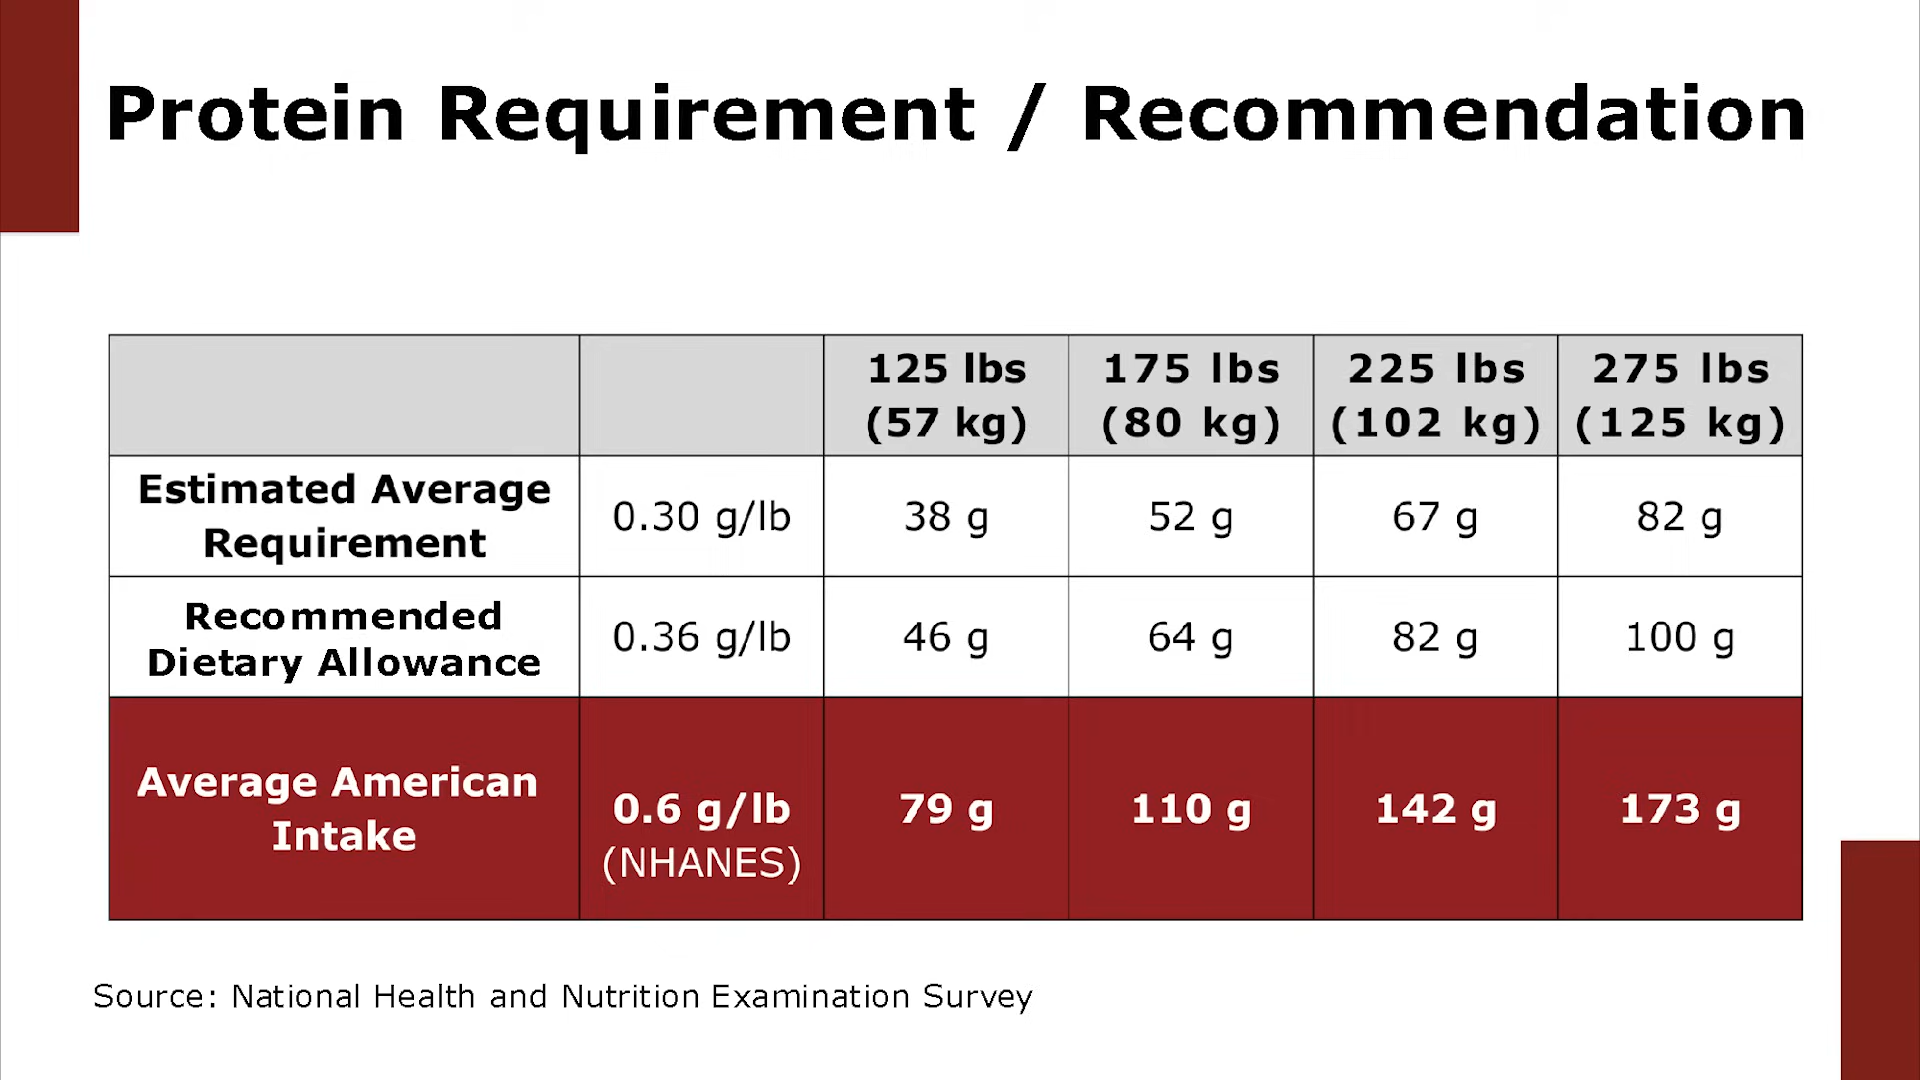 Protein Requirement / Recommendation
125 lbs
(57 kg)
175 lbs
(80 kg)
225 lbs
(102 kg)
275 lbs
(125 kg)
Estimated Average
Requirement
0.30 g/lb
38 g
52 g
67 g
82 g
Recommended
Dietary Allowance
0.36 g/lb
46 g
64 g
82 g
100 g
Average American
Intake
0.6 g/lb
(NHANES)
79 g
110 g
142 g
173 g
Source: National Health and Nutrition Examination Survey